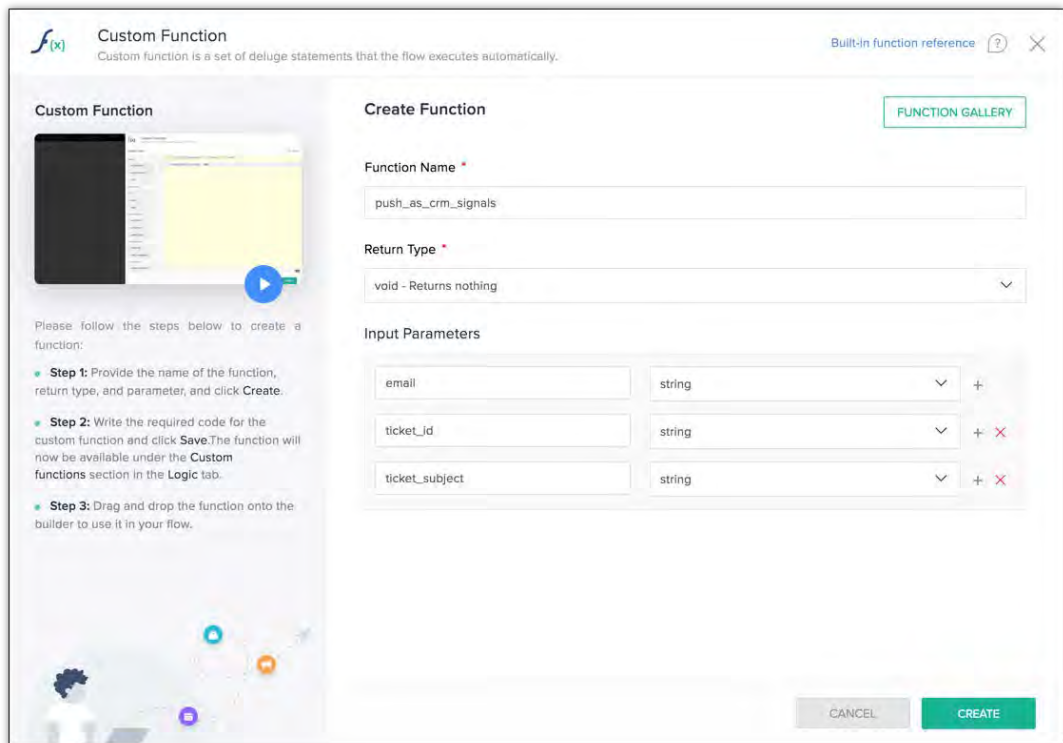 f(x)
Custom Function
Custom function is a set of deluge statements that the flow executes automatically.
Built-in function reference
?
Custom Function
Please follow the steps below to create a
function:
Step 1: Provide the name of the function,
return type, and parameter, and click Create.
Step 2: Write the required code for the
custom function and click Save.The function will
now be available under the Custom
functions section in the Logic tab.
Step 3: Drag and drop the function onto the
builder to use it in your flow.
Create Function
FUNCTION GALLERY
Function Name *
push_as_crm_signals
Return Type *
void - Returns nothing
Input Parameters
email string +
ticket_id string +
ticket_subject string +
CANCEL CREATE